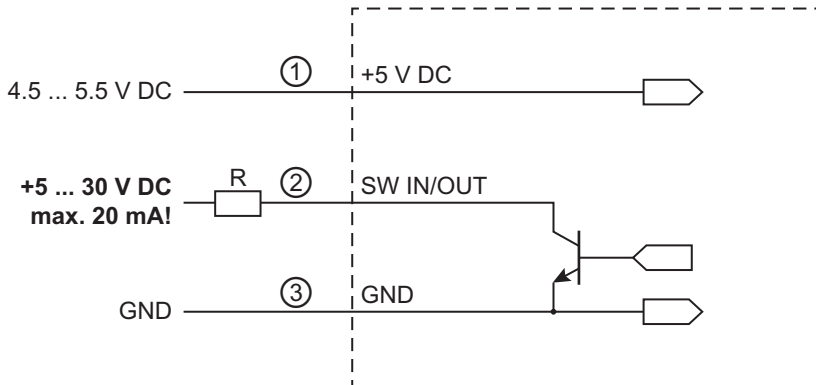 ①
+5 V DC
4.5 ... 5.5 V DC
R
②
SW IN/OUT
+5 ... 30 V DC
max. 20 mA!
③
GND
GND